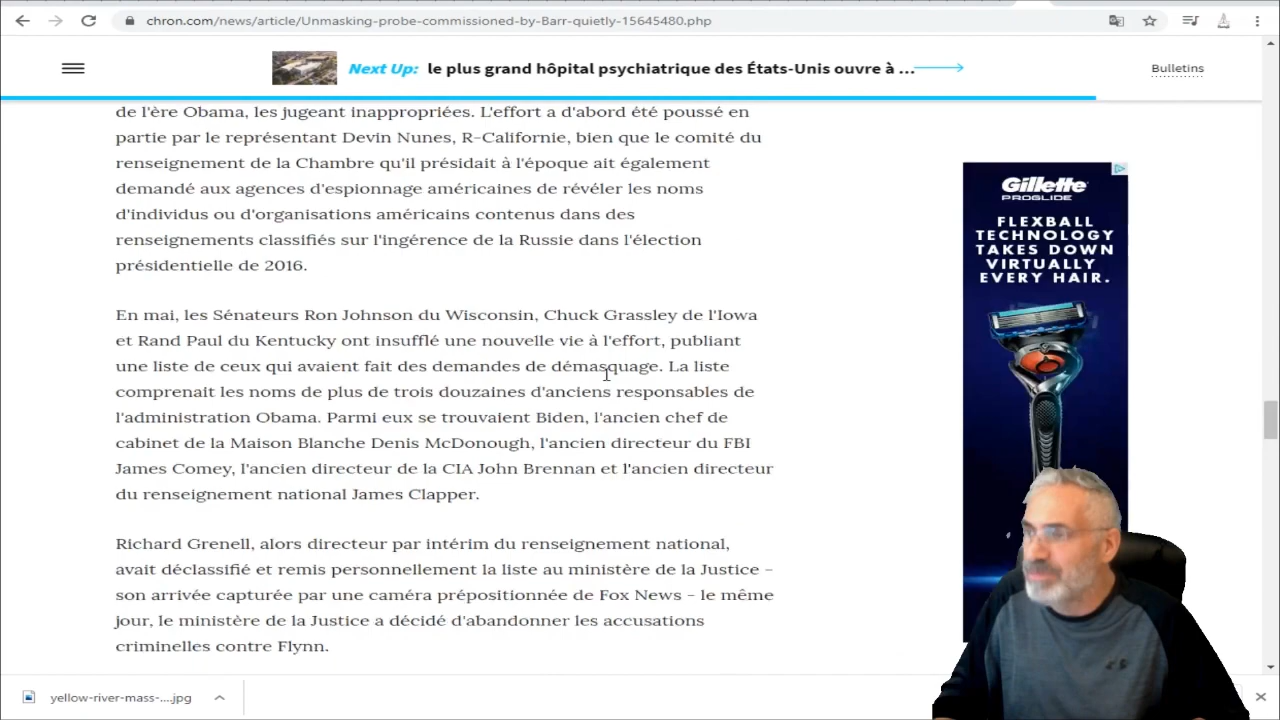 chron.com/news/article/Unmasking-probe-commissioned-by-Barr-quietly-15645480.php
Next Up: le plus grand hôpital psychiatrique des États-Unis ouvre à ...
Bulletins
de l'ère Obama, les jugeant inappropriées. L'effort a d'abord été poussé en
partie par le représentant Devin Nunes, R-Californie, bien que le comité du
renseignement de la Chambre qu'il présidait à l'époque ait également
demandé aux agences d'espionnage américaines de révéler les noms
d'individus ou d'organisations américains contenus dans des
renseignements classifiés sur l'ingérence de la Russie dans l'élection
présidentielle de 2016.
En mai, les Sénateurs Ron Johnson du Wisconsin, Chuck Grassley de l'Iowa
et Rand Paul du Kentucky ont insufflé une nouvelle vie à l'effort, publiant
une liste de ceux qui avaient fait des demandes de démasquage. La liste
comprenait les noms de plus de trois douzaines d'anciens responsables de
l'administration Obama. Parmi eux se trouvaient Biden, l'ancien chef de
cabinet de la Maison Blanche Denis McDonough, l'ancien directeur du FBI
James Comey, l'ancien directeur de la CIA John Brennan et l'ancien directeur
du renseignement national James Clapper.
Richard Grenell, alors directeur par intérim du renseignement national,
avait déclassifié et remis personnellement la liste au ministère de la Justice –
son arrivée capturée par une caméra prépositionnée de Fox News – le même
jour, le ministère de la Justice a décidé d'abandonner les accusations
criminelles contre Flynn.
Gillette
PROGLIDE
FLEXBALL
TECHNOLOGY
TAKES DOWN
VIRTUALLY
EVERY HAIR.
yellow-river-mass-....jpg